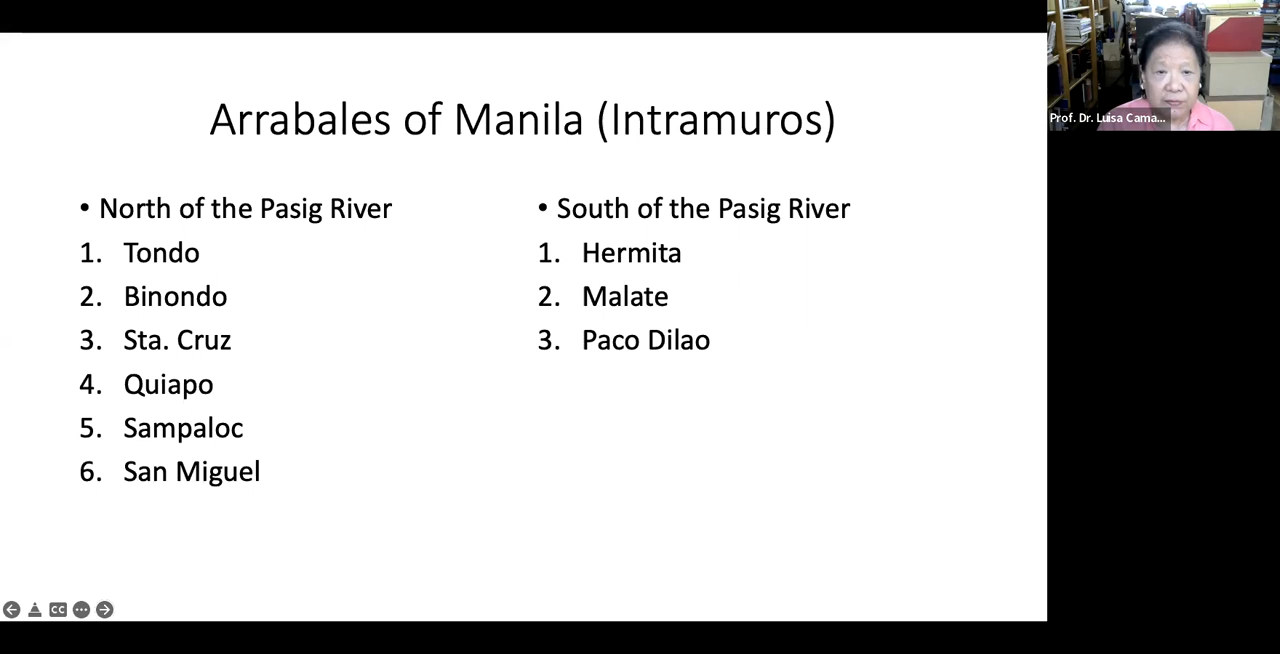 Arrabales of Manila (Intramuros)
• North of the Pasig River
1. Tondo
2. Binondo
3. Sta. Cruz
4. Quiapo
5. Sampaloc
6. San Miguel
• South of the Pasig River
1. Hermita
2. Malate
3. Paco Dilao
Prof. Dr. Luisa Cama...
CC